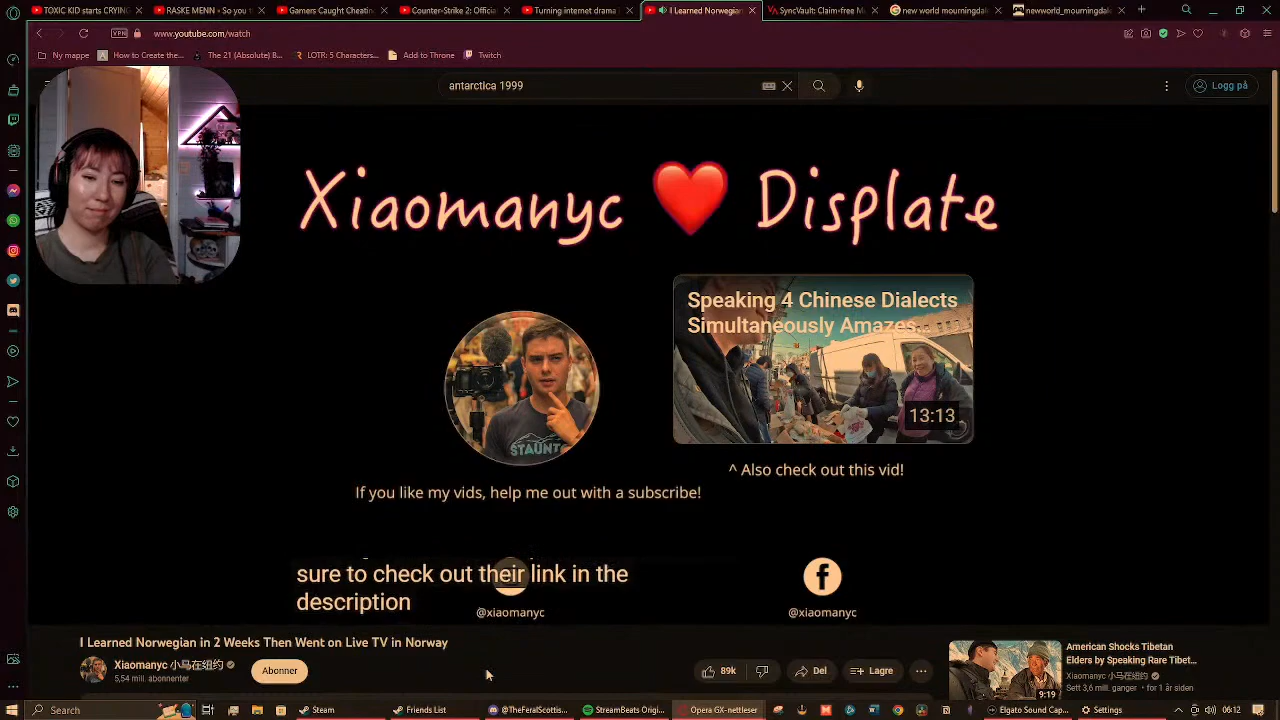 TOXIC KID starts CRYING
RASKE MENN • So you t
Gamers Caught Cheatin
Counter-Strike 2: Offici
Turning internet drama
I Learned Norwegian
SyncVault: Claim-free M
new world mourningdal
newworld_mourningdale
VPN
www.youtube.com/watch
Ny mappe
How to Create the...
The 21 (Absolute) B...
LOTR: 5 Characters...
Add to Throne
Twitch
antarctica 1999
Logg på
Xiaomanyc ❤️ Displate
Speaking 4 Chinese Dialects
Simultaneously Amazes...
STAUNT
13:13
^ Also check out this vid!
If you like my vids, help me out with a subscribe!
sure to check out their link in the
description
@xiaomanyc
@xiaomanyc
I Learned Norwegian in 2 Weeks Then Went on Live TV in Norway
Xiaomanyc 小马在纽约
5,54 mill. abonnenter
Abonner
89k
Del
Lagre
American Shocks Tibetan
Elders by Speaking Rare Tibet...
Xiaomanyc 小马在纽约
Sett 3,6 mill. ganger • for 1 år siden
9:19
Search
Steam
Friends List
@TheFeralScottis
StreamBeats Origi
Opera GX-nettleser
Elgato Sound Cap
Settings
06:12